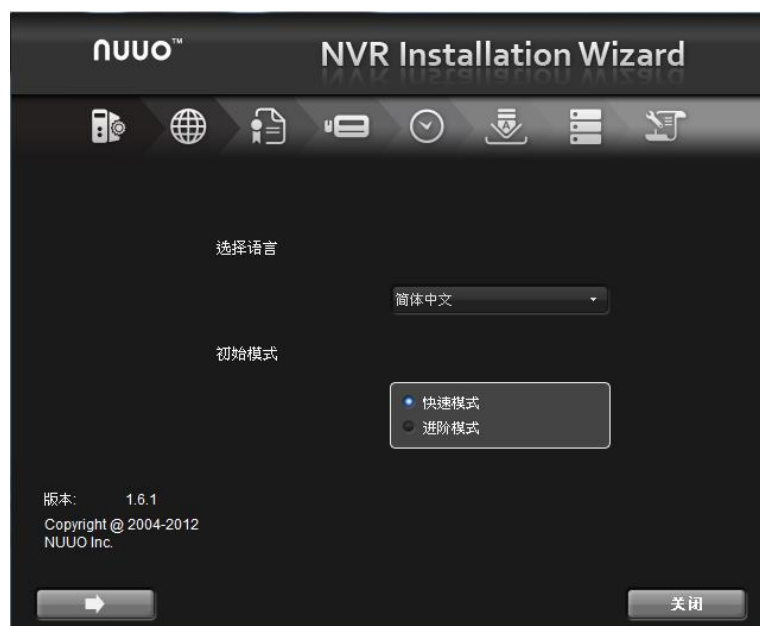 nuuo™
NVR Installation Wizard
选择语言
简体中文
初始模式
快速模式
进阶模式
版本: 1.6.1
Copyright @ 2004-2012
NUUO Inc.
关闭